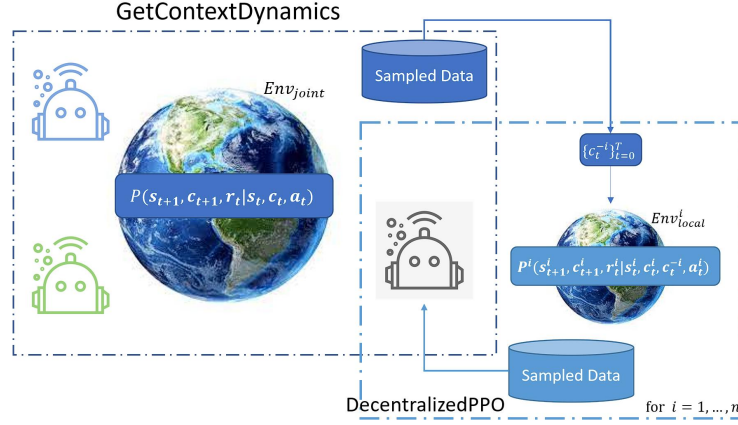 GetContextDynamics
Sampled Data
Env_joint
{c_t^{-i}}_{t=0}^T
P(s_{t+1}, c_{t+1}, r_t|s_t, c_t, a_t)
Env_local^i
P^i(s_{t+1}^i, c_{t+1}^i, r_t^i|s_t^i, c_t^i, c_t^{-i}, a_t^i)
Sampled Data
DecentralizedPPO
for i = 1, ..., n